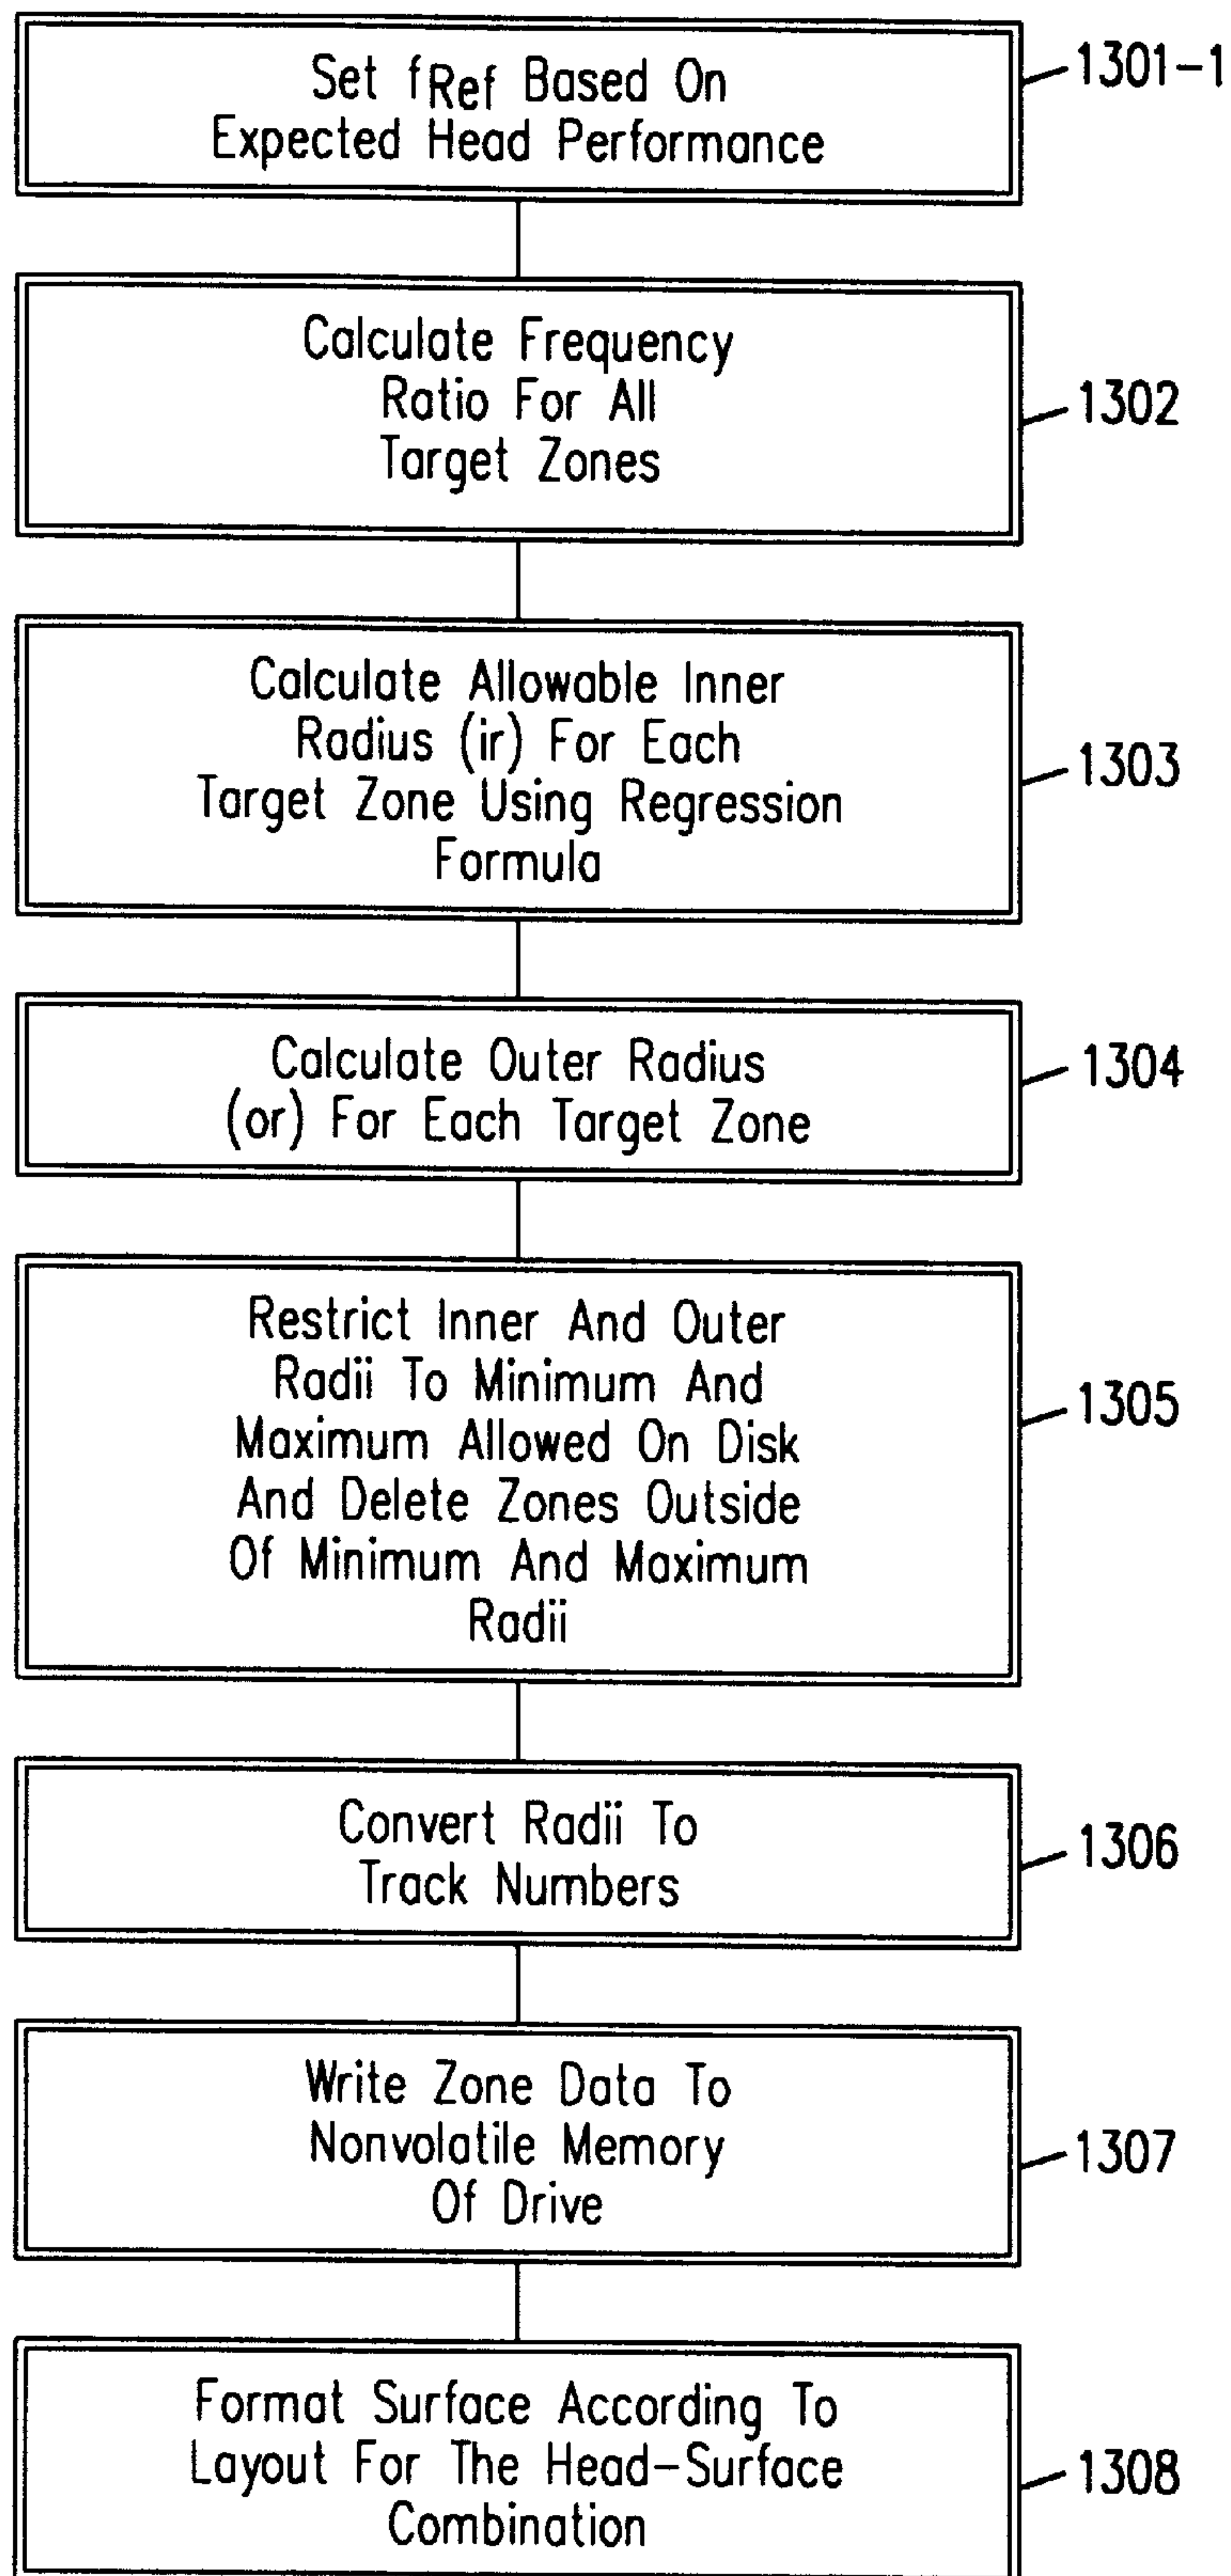 Set fRef Based On
Expected Head Performance
1301-1
Calculate Frequency
Ratio For All
Target Zones
1302
Calculate Allowable Inner
Radius (ir) For Each
Target Zone Using Regression
Formula
1303
Calculate Outer Radius
(or) For Each Target Zone
1304
Restrict Inner And Outer
Radii To Minimum And
Maximum Allowed On Disk
And Delete Zones Outside
Of Minimum And Maximum
Radii
1305
Convert Radii To
Track Numbers
1306
Write Zone Data To
Nonvolatile Memory
Of Drive
1307
Format Surface According To
Layout For The Head-Surface
Combination
1308